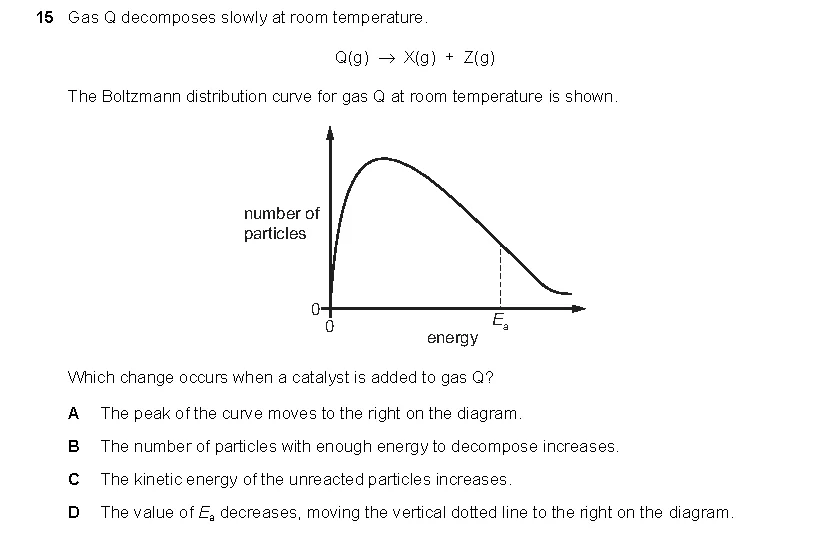 15 Gas Q decomposes slowly at room temperature.
Q(g) → X(g) + Z(g)
The Boltzmann distribution curve for gas Q at room temperature is shown.
number of
particles
0
0
Eₐ
energy
Which change occurs when a catalyst is added to gas Q?
A The peak of the curve moves to the right on the diagram.
B The number of particles with enough energy to decompose increases.
C The kinetic energy of the unreacted particles increases.
D The value of Eₐ decreases, moving the vertical dotted line to the right on the diagram.